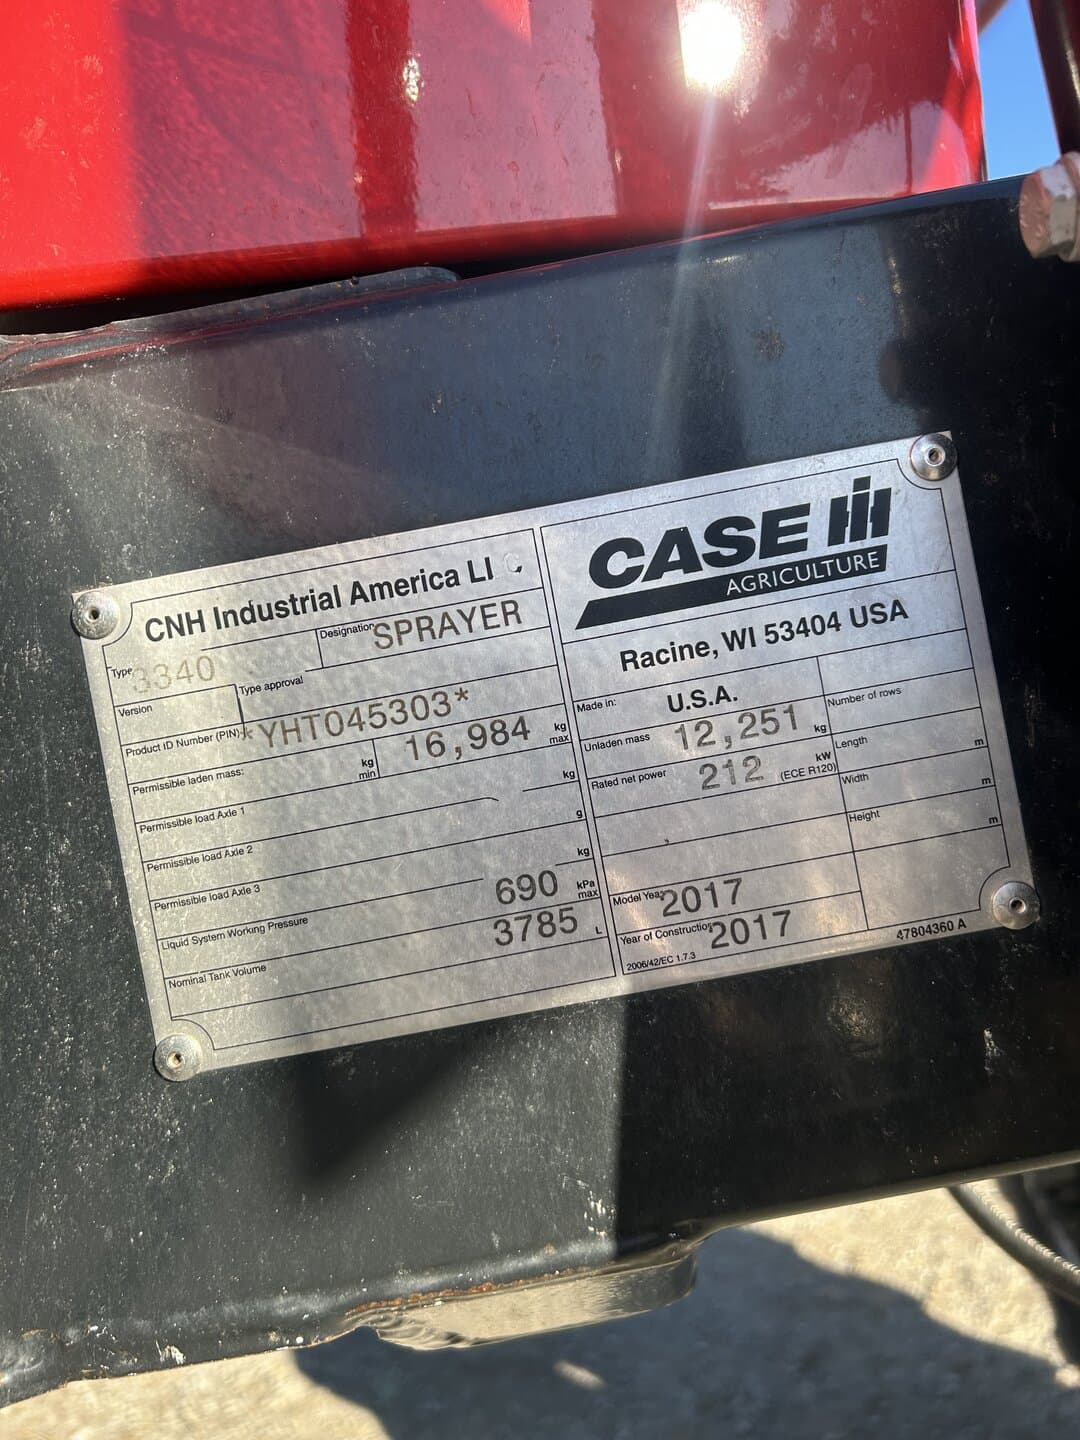 CNH Industrial America LLC
Type 3340
Designation SPRAYER
Version
Type approval
Product ID Number (PIN) *YHT045303*
Permissible laden mass: kg min 16,984 kg max
Permissible load Axle 1 kg
Permissible load Axle 2 g
Permissible load Axle 3 kg
Liquid System Working Pressure 690 kPa max
Nominal Tank Volume 3785 L
CASE IH
AGRICULTURE
Racine, WI 53404 USA
Made in: U.S.A.
Number of rows
Unladen mass 12,251 kg
Length m
Rated net power 212 kW (ECE R120)
Width m
Height m
Model Year 2017
Year of Construction 2017
2006/42/EC 1.7.3
47804360 A